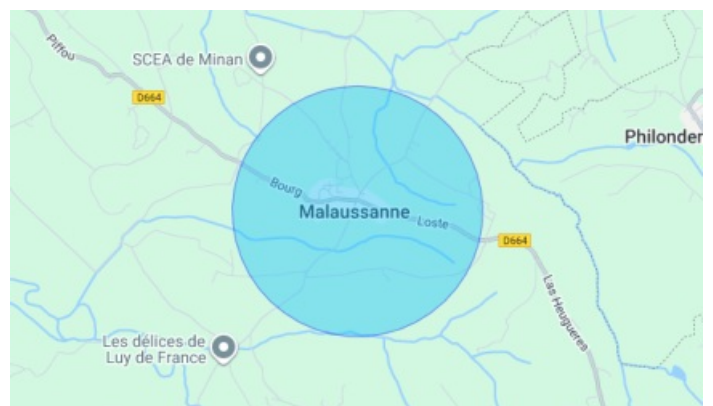 Piffou
SCEA de Minan
D664
Philonder
Bourg
Malaussanne
Loste
D664
Las Heugueres
Les délices de
Luy de France